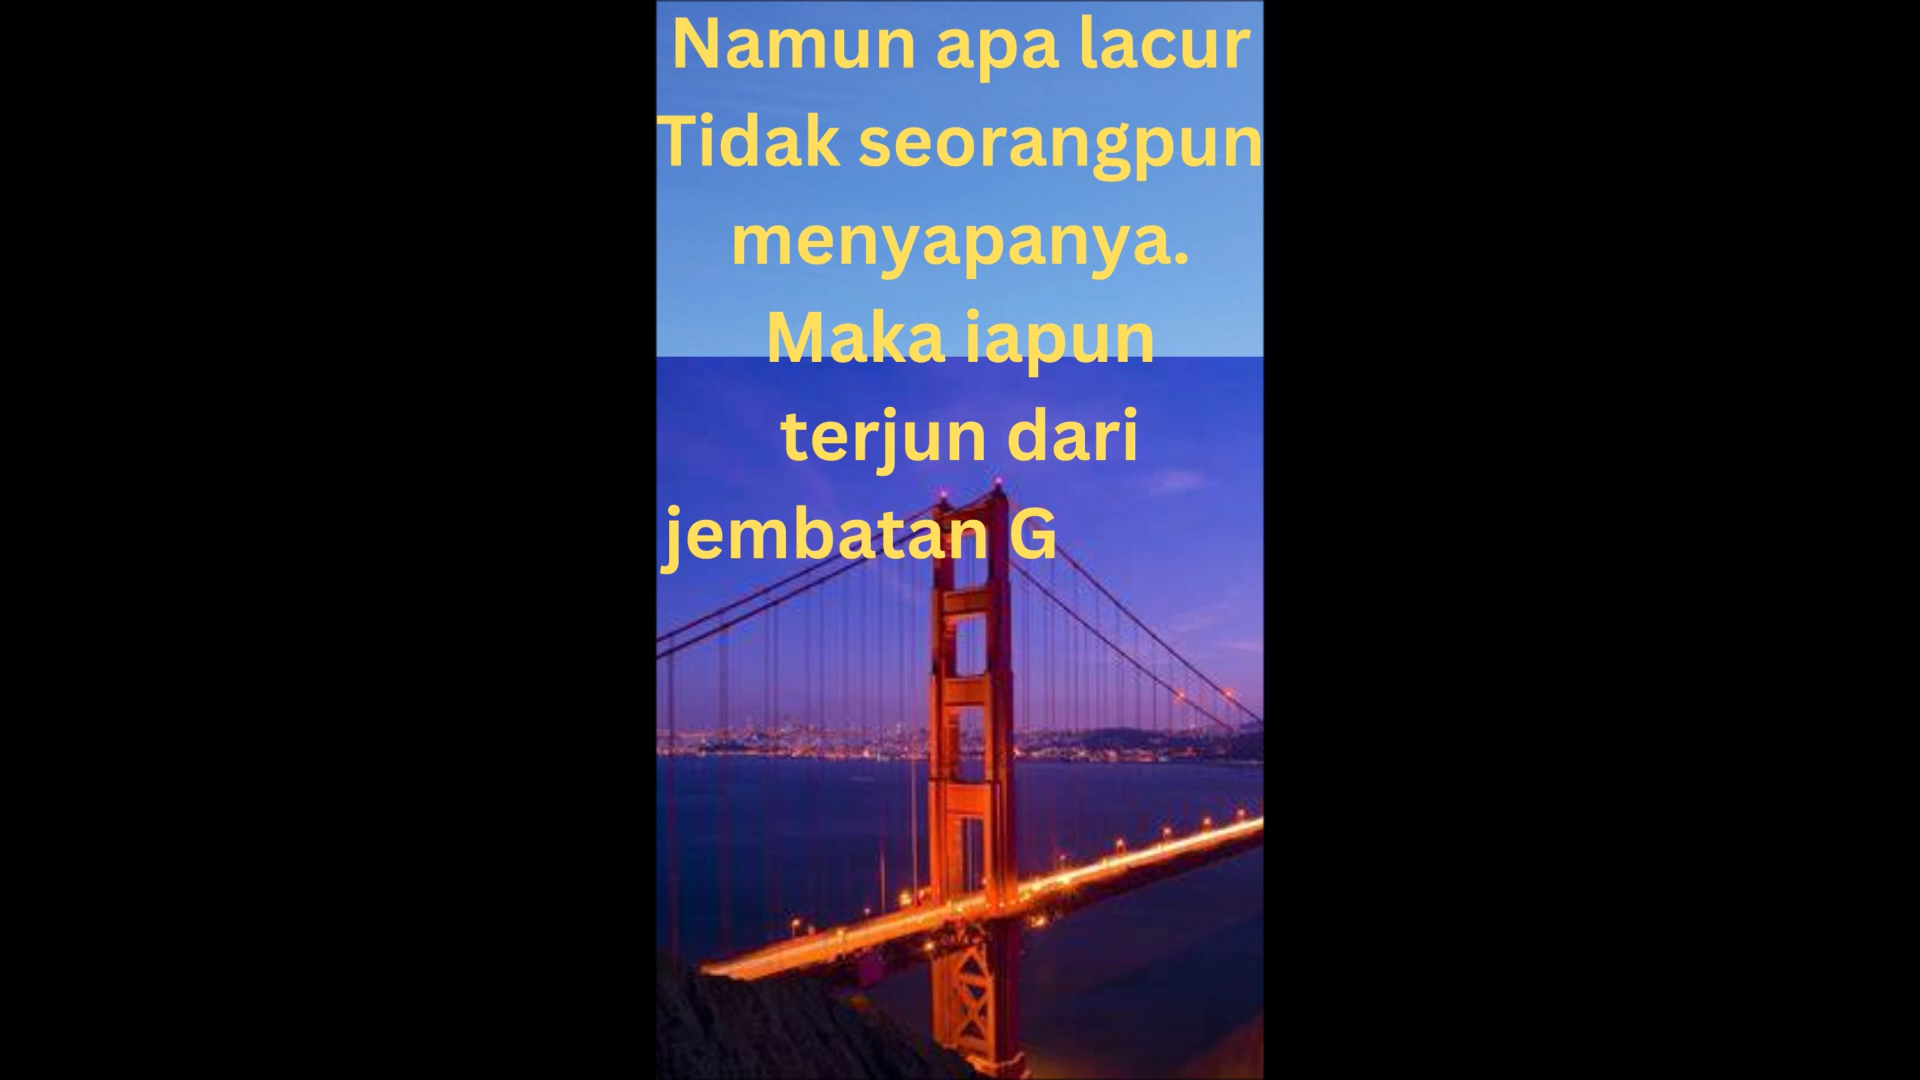 Namun apa lacur
Tidak seorangpun
menyapanya.
Maka iapun
terjun dari
jembatan G